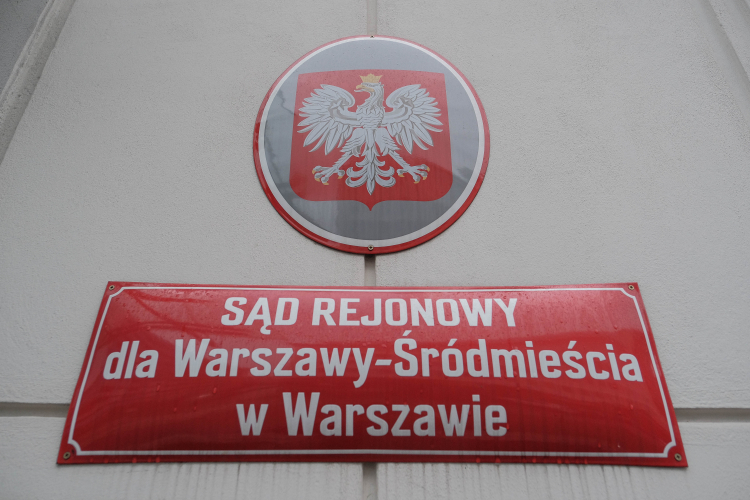 SĄD REJONOWY
dla Warszawy-Śródmieścia
w Warszawie